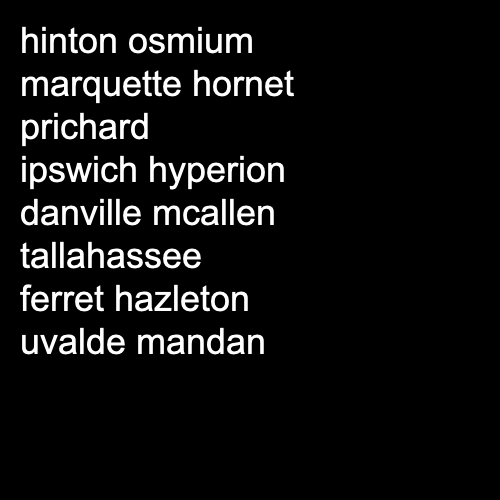 hinton osmium
marquette hornet
prichard
ipswich hyperion
danville mcallen
tallahassee
ferret hazleton
uvalde mandan